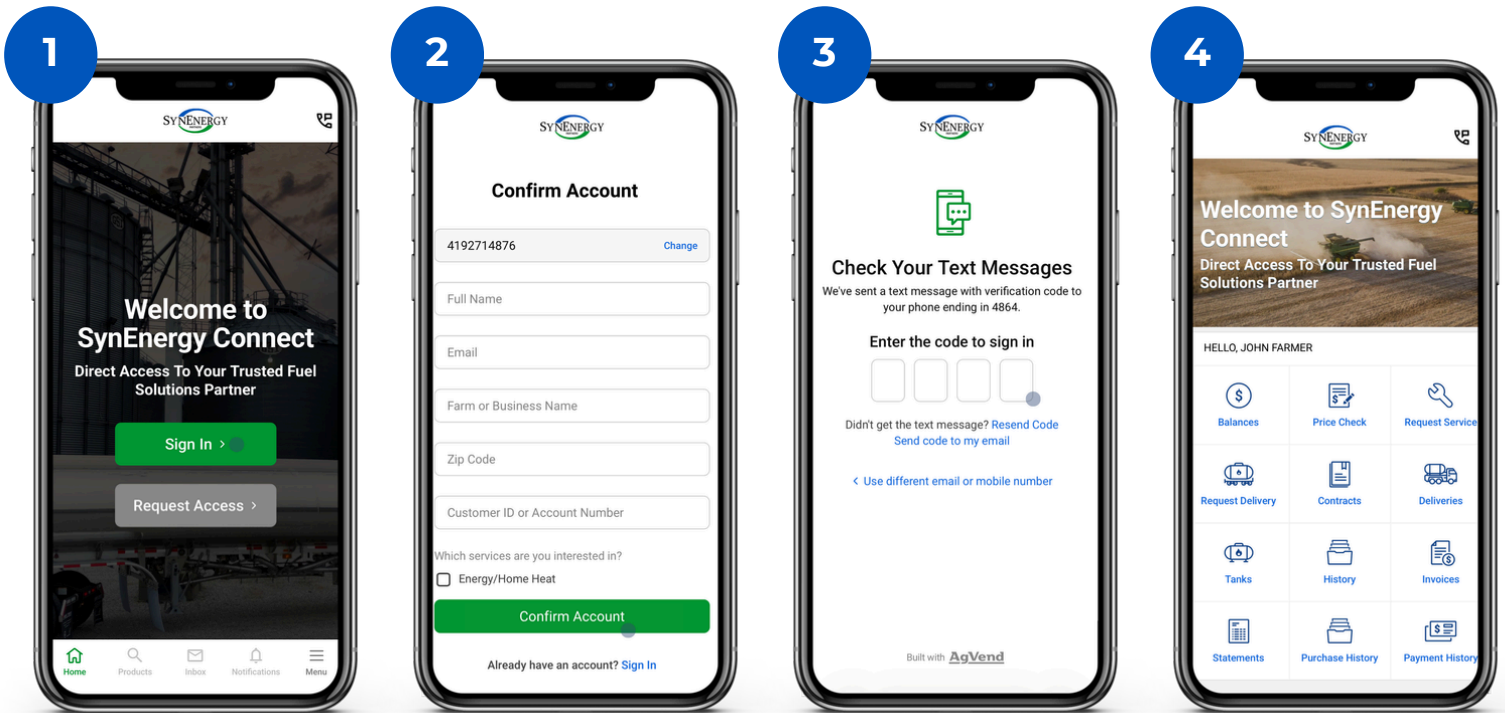 1
SYNENERGY
Welcome to
SynEnergy Connect
Direct Access To Your Trusted Fuel
Solutions Partner
Sign In >
Request Access >
Home Products Inbox Notifications Menu
2
SYNENERGY
Confirm Account
4192714876 Change
Full Name
Email
Farm or Business Name
Zip Code
Customer ID or Account Number
Which services are you interested in?
Energy/Home Heat
Confirm Account
Already have an account? Sign In
3
SYNENERGY
Check Your Text Messages
We've sent a text message with verification code to
your phone ending in 4864.
Enter the code to sign in
Didn't get the text message? Resend Code
Send code to my email
< Use different email or mobile number
Built with AgVend
4
SYNENERGY
Welcome to SynEnergy
Connect
Direct Access To Your Trusted Fuel
Solutions Partner
HELLO, JOHN FARMER
Balances Price Check Request Service
Request Delivery Contracts Deliveries
Tanks History Invoices
Statements Purchase History Payment History